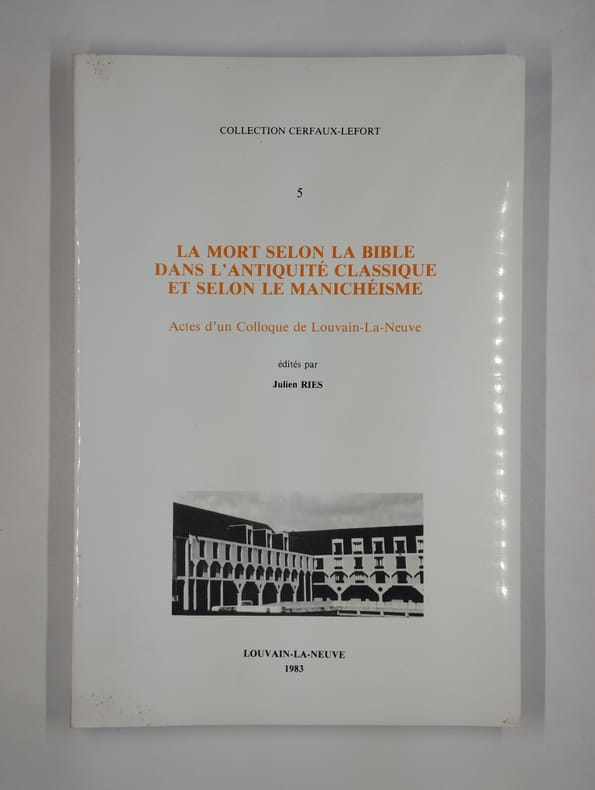 COLLECTION CERFAUX-LEFORT
5
LA MORT SELON LA BIBLE
DANS L'ANTIQUITÉ CLASSIQUE
ET SELON LE MANICHÉISME
Actes d'un Colloque de Louvain-La-Neuve
édités par
Julien RIES
LOUVAIN-LA-NEUVE
1983